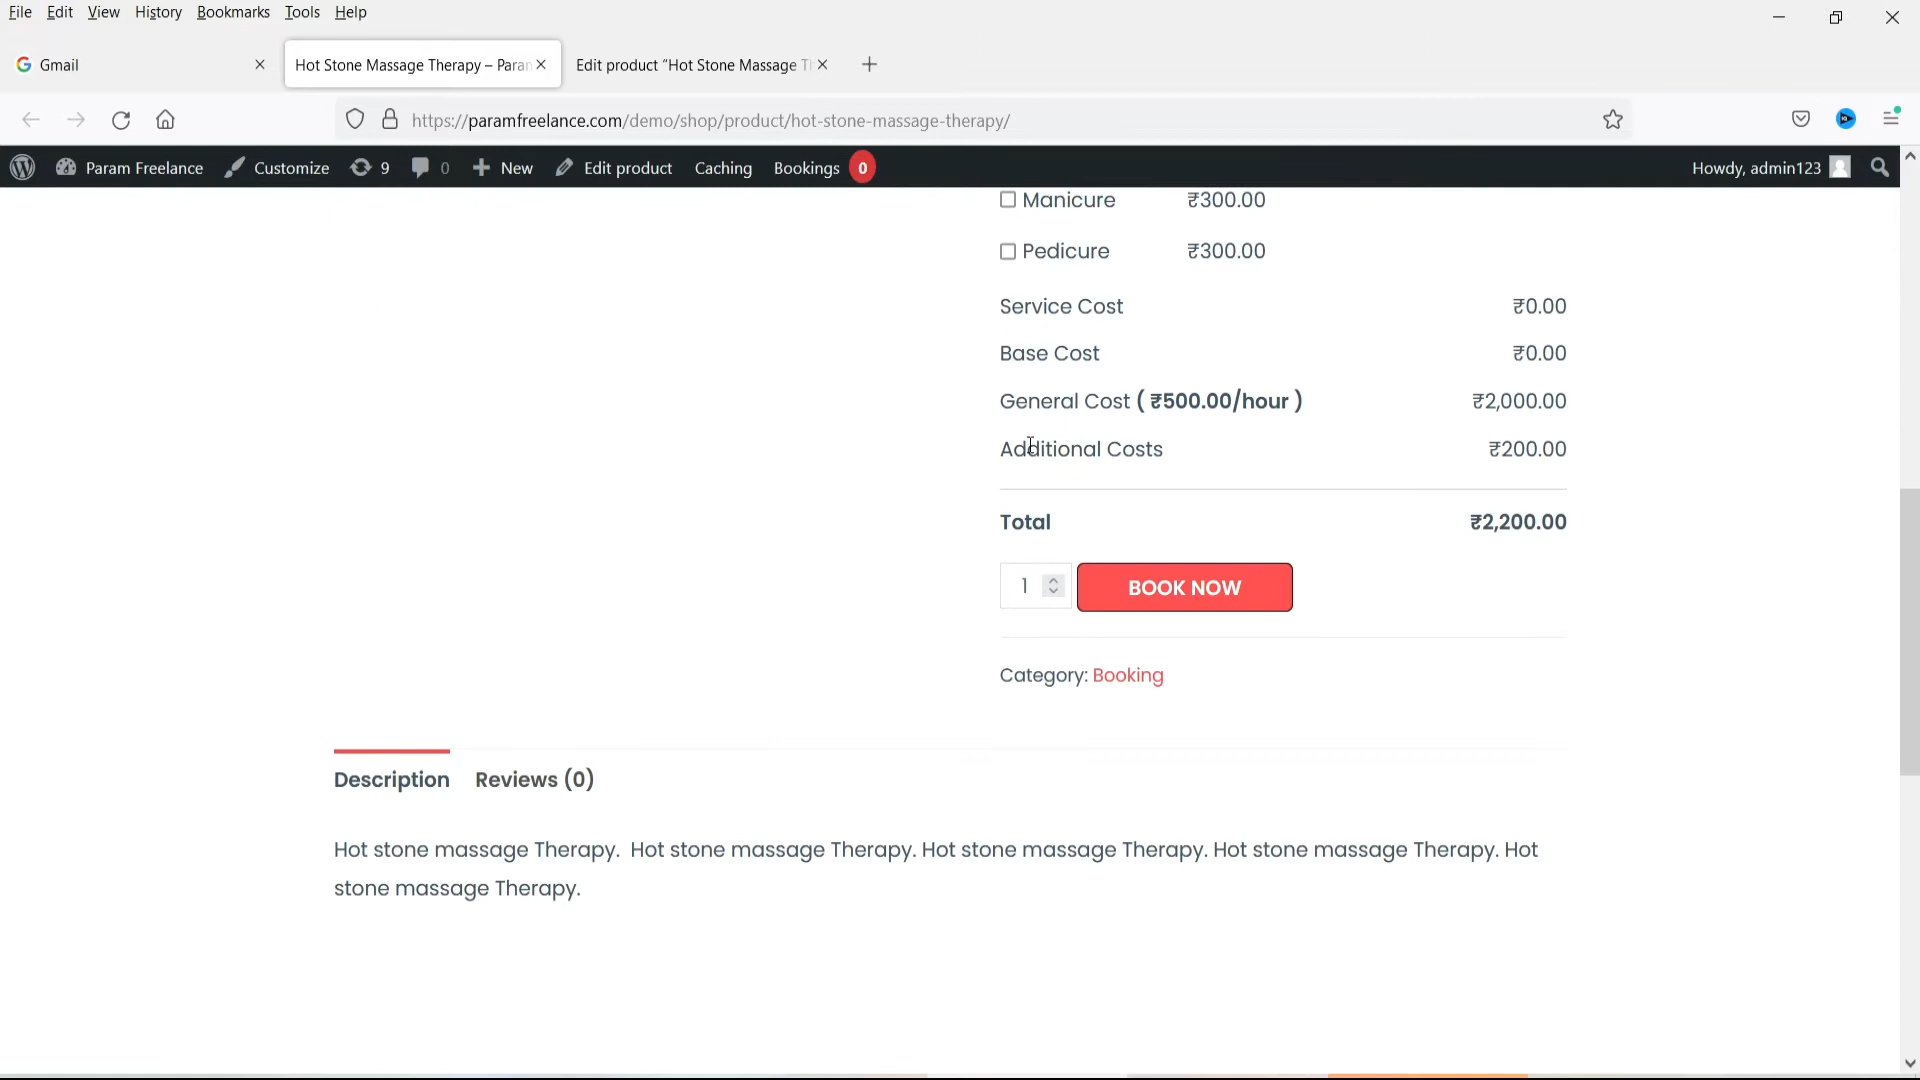 File Edit View History Bookmarks Tools Help
Gmail
Hot Stone Massage Therapy – Param
Edit product “Hot Stone Massage Th
https://paramfreelance.com/demo/shop/product/hot-stone-massage-therapy/
Param Freelance Customize 9 0 New Edit product Caching Bookings 0 Howdy, admin123
Manicure ₹300.00
Pedicure ₹300.00
Service Cost ₹0.00
Base Cost ₹0.00
General Cost ( ₹500.00/hour ) ₹2,000.00
Additional Costs ₹200.00
Total ₹2,200.00
1 BOOK NOW
Category: Booking
Description Reviews (0)
Hot stone massage Therapy. Hot stone massage Therapy. Hot stone massage Therapy. Hot stone massage Therapy. Hot
stone massage Therapy.